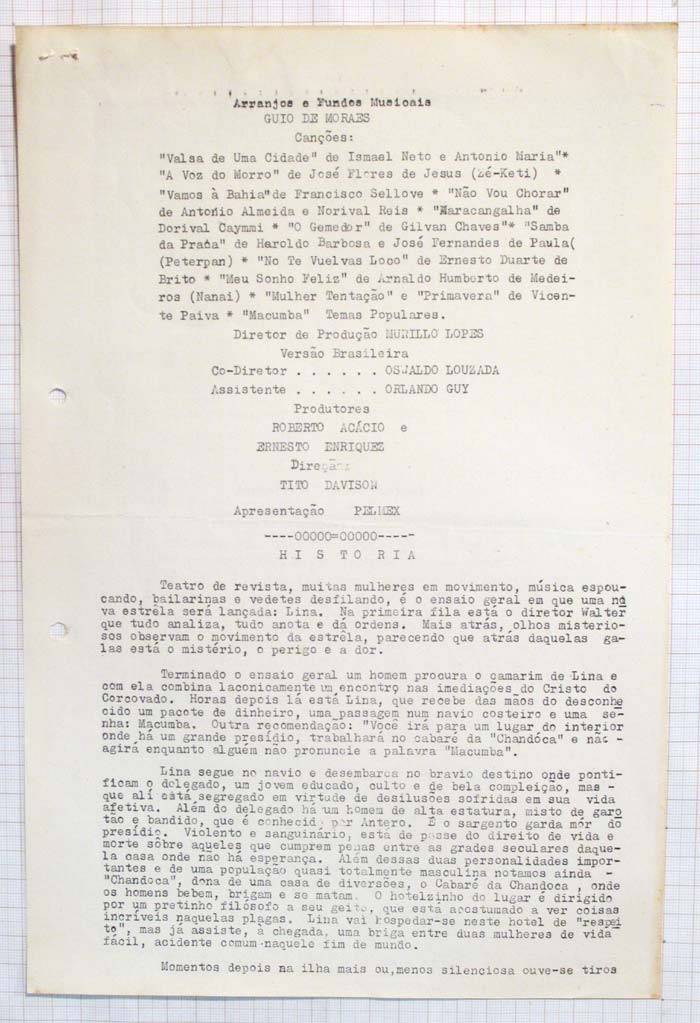 Arranjos e Fundos Musicais
GUIO DE MORAES
Canções:
"Valsa de Uma Cidade" de Ismael Neto e Antonio Maria"*
"A Voz do Morro" de José Flores de Jesus (Zé-Keti) *
"Vamos à Bahia"de Francisco Sellove * "Não Vou Chorar"
de Antonio Almeida e Norival Reis * "Maracangalha" de
Dorival Caymmi * "O Gemedor" de Gilvan Chaves"* "Samba
da Praça" de Haroldo Barbosa e José Fernandes de Paula(
(Peterpan) * "No Te Vuelvas Loco" de Ernesto Duarte de
Brito * "Meu Sonho Feliz" de Arnaldo Humberto de Medei-
ros (Nanai) * "Mulher Tentação" e "Primavera" de Vicen-
te Paiva * "Macumba" Temas Populares.
Diretor de Produção MURILLO LOPES
Versão Brasileira
Co-Diretor . . . . . . OSWALDO LOUZADA
Assistente . . . . . . ORLANDO GUY
Produtores
ROBERTO ACÁCIO e
ERNESTO ENRIQUEZ
Direção:
TITO DAVISON
Apresentação PELMEX
----00000=00000-----
H I S T O R I A
Teatro de revista, muitas mulheres em movimento, música espou-
cando, bailarinas e vedetes desfilando, é o ensaio geral em que uma no
va estrêla será lançada: Lina. Na primeira fila está o diretor Walter
que tudo analiza, tudo anota e dá ordens. Mais atrás, olhos misterio-
sos observam o movimento da estrêla, parecendo que atrás daquelas ga-
las está o mistério, o perigo e a dor.
Terminado o ensaio geral um homem procura o camarim de Lina e
com ela combina laconicamente um encontro nas imediações do Cristo do
Corcovado. Horas depois lá está Lina, que recebe das mãos do desconhe
cido um pacote de dinheiro, uma passagem num navio costeiro e uma se-
nha: Macumba. Outra recomendação: "Você irá para um lugar do interior
onde há um grande presídio, trabalhará no cabaré da "Chandóca" e não -
agirá enquanto alguém não pronuncie a palavra "Macumba".
Lina segue no navio e desembarca no bravio destino onde ponti-
ficam o delegado, um jovem educado, culto e de bela compleição, mas -
que alí está segregado em virtude de desilusões sofridas em sua vida
afetiva. Além do delegado há um homem de alta estatura, misto de garo
tão e bandido, que é conhecido por Antero. E o sargento garda mór do
presídio. Violento e sanguinário, está de posse do direito de vida e
morte sôbre aqueles que cumprem penas entre as grades seculares daque-
la casa onde não há esperança. Além dessas duas personalidades impor-
tantes e de uma população quasi totalmente masculina notamos ainda -
"Chandoca", dona de uma casa de diversões, o Cabaré da Chandoca , onde
os homens bebem, brigam e se matam. O hotelzinho do lugar é dirigido
por um pretinho filósofo a seu geito, que está acostumado a ver coisas
incríveis naquelas plagas. Lina vai hospedar-se neste hotel de "respei
to", mas já assiste, à chegada, uma briga entre duas mulheres de vida
fácil, acidente comum naquele fim de mundo.
Momentos depois na ilha mais ou,menos silenciosa ouve-se tiros